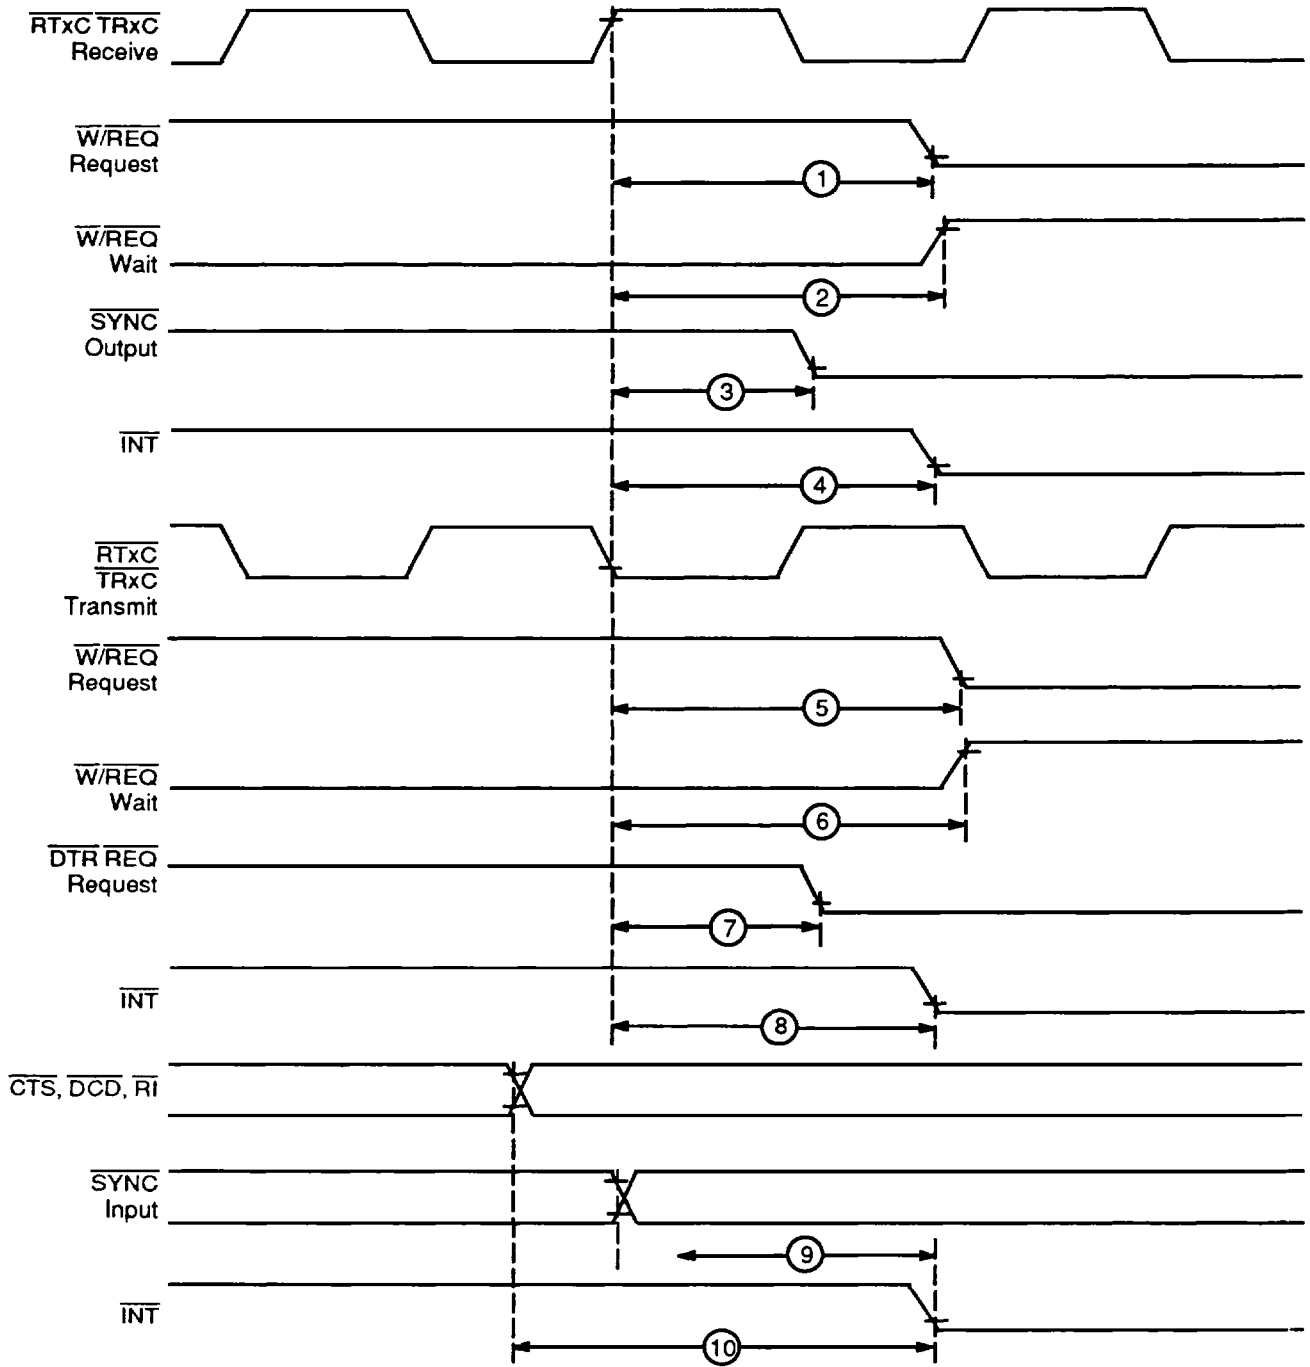 RTxC TRxC
Receive
W/REQ
Request
1
W/REQ
Wait
2
SYNC
Output
3
INT
4
RTxC
TRxC
Transmit
W/REQ
Request
5
W/REQ
Wait
6
DTR REQ
Request
7
INT
8
CTS, DCD, RI
SYNC
Input
9
INT
10